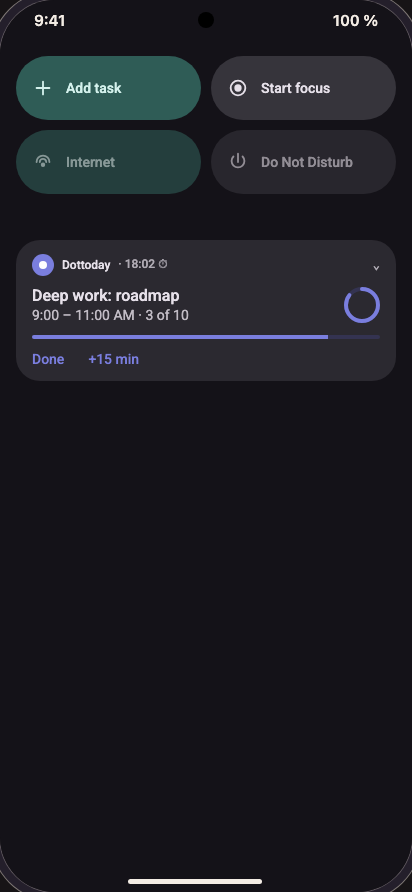 9:41 100 %
Add task Start focus
Internet Do Not Disturb
Dottoday · 18:02
Deep work: roadmap
9:00 – 11:00 AM · 3 of 10
Done +15 min